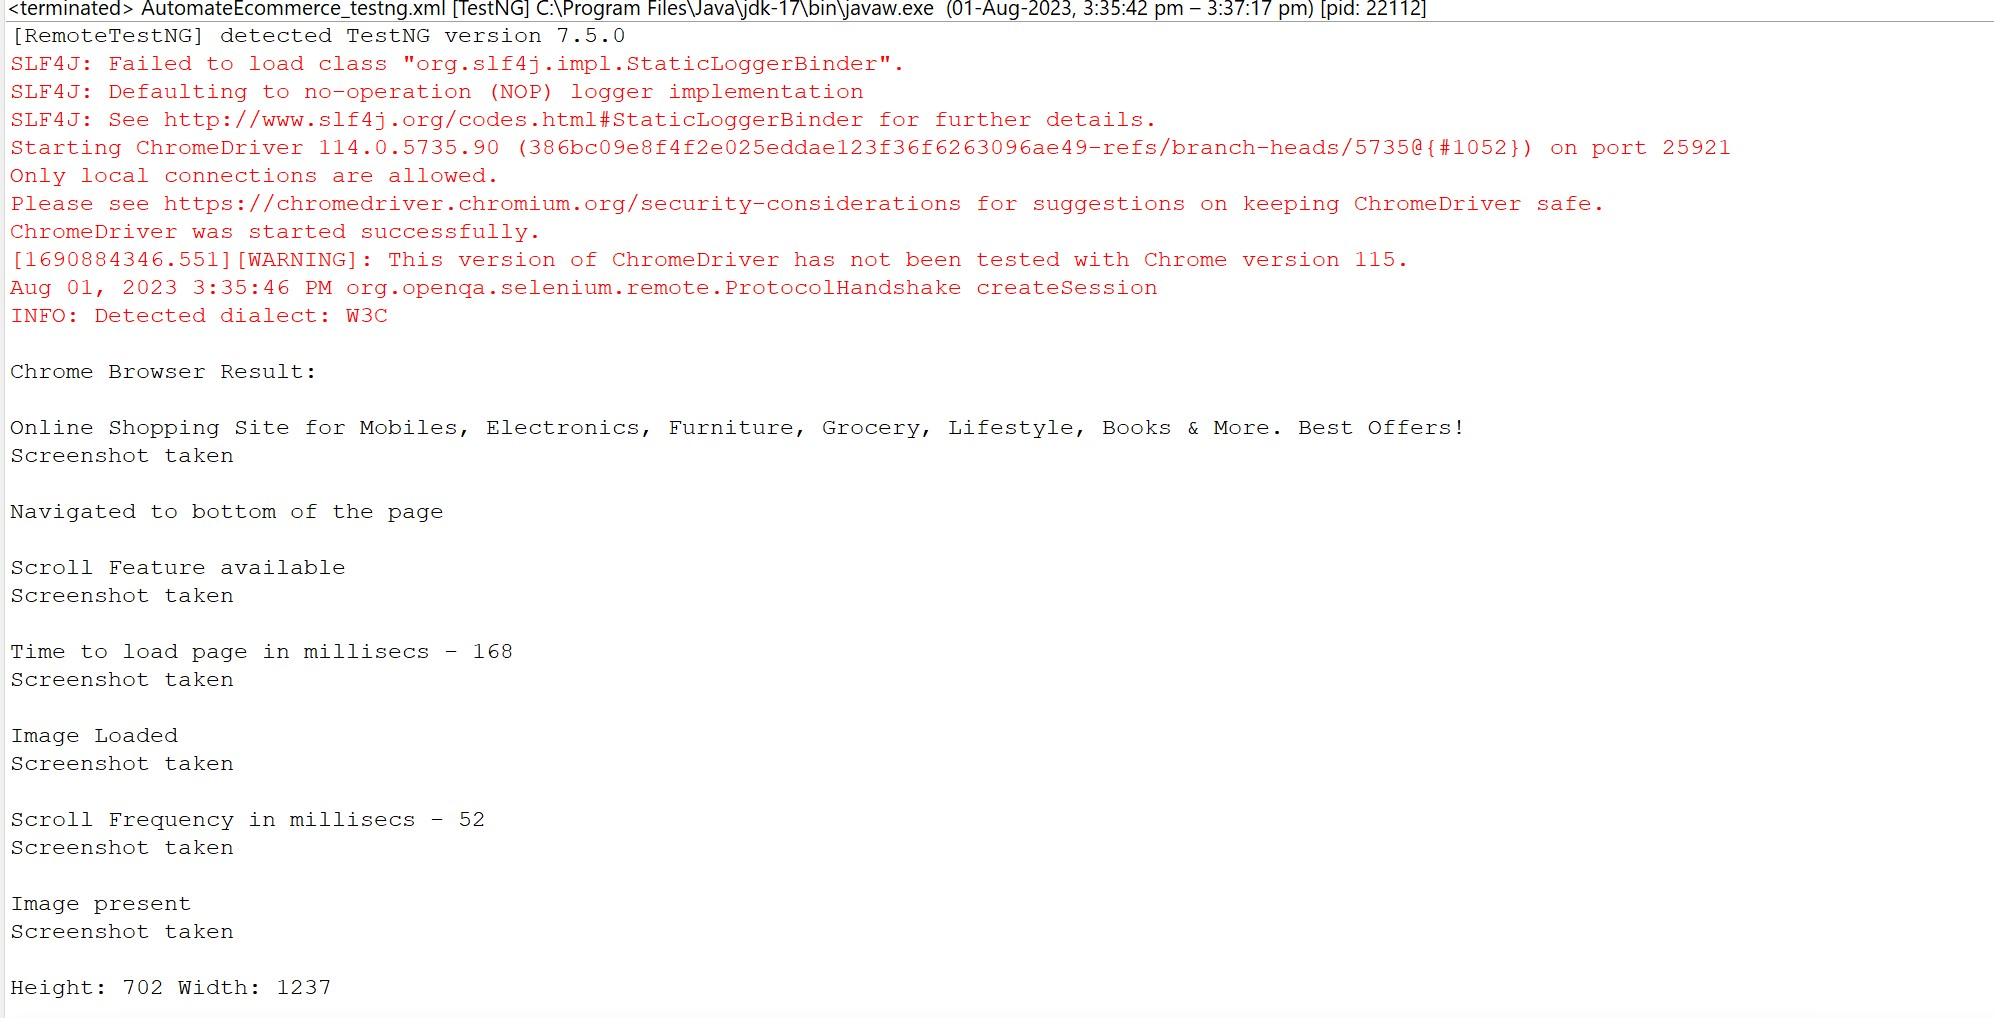 <terminated> AutomateEcommerce_testng.xml [TestNG] C:\Program Files\Java\jdk-17\bin\javaw.exe (01-Aug-2023, 3:35:42 pm – 3:37:17 pm) [pid: 22112]
[RemoteTestNG] detected TestNG version 7.5.0
SLF4J: Failed to load class "org.slf4j.impl.StaticLoggerBinder".
SLF4J: Defaulting to no-operation (NOP) logger implementation
SLF4J: See http://www.slf4j.org/codes.html#StaticLoggerBinder for further details.
Starting ChromeDriver 114.0.5735.90 (386bc09e8f4f2e025eddae123f36f6263096ae49-refs/branch-heads/5735@{#1052}) on port 25921
Only local connections are allowed.
Please see https://chromedriver.chromium.org/security-considerations for suggestions on keeping ChromeDriver safe.
ChromeDriver was started successfully.
[1690884346.551][WARNING]: This version of ChromeDriver has not been tested with Chrome version 115.
Aug 01, 2023 3:35:46 PM org.openqa.selenium.remote.ProtocolHandshake createSession
INFO: Detected dialect: W3C
Chrome Browser Result:
Online Shopping Site for Mobiles, Electronics, Furniture, Grocery, Lifestyle, Books & More. Best Offers!
Screenshot taken
Navigated to bottom of the page
Scroll Feature available
Screenshot taken
Time to load page in millisecs - 168
Screenshot taken
Image Loaded
Screenshot taken
Scroll Frequency in millisecs - 52
Screenshot taken
Image present
Screenshot taken
Height: 702 Width: 1237